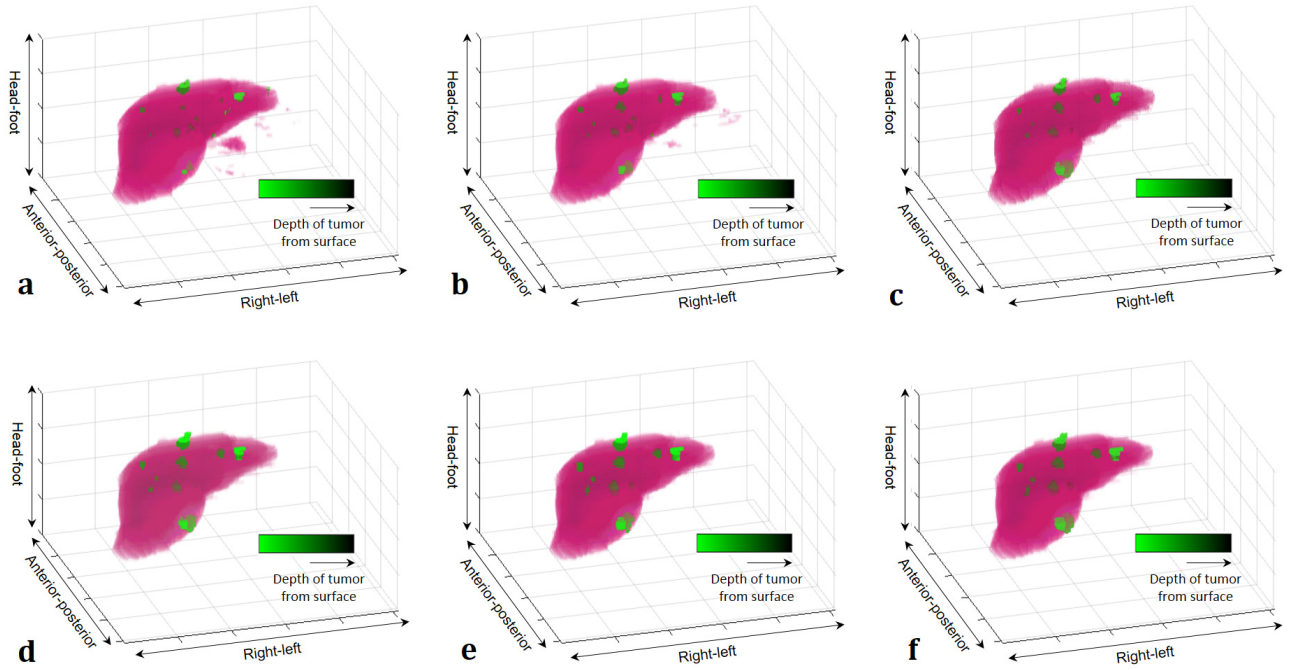 Head-foot
Anterior-posterior
Right-left
Depth of tumor
from surface
a
Head-foot
Anterior-posterior
Right-left
Depth of tumor
from surface
b
Head-foot
Anterior-posterior
Right-left
Depth of tumor
from surface
c
Head-foot
Anterior-posterior
Right-left
Depth of tumor
from surface
d
Head-foot
Anterior-posterior
Right-left
Depth of tumor
from surface
e
Head-foot
Anterior-posterior
Right-left
Depth of tumor
from surface
f